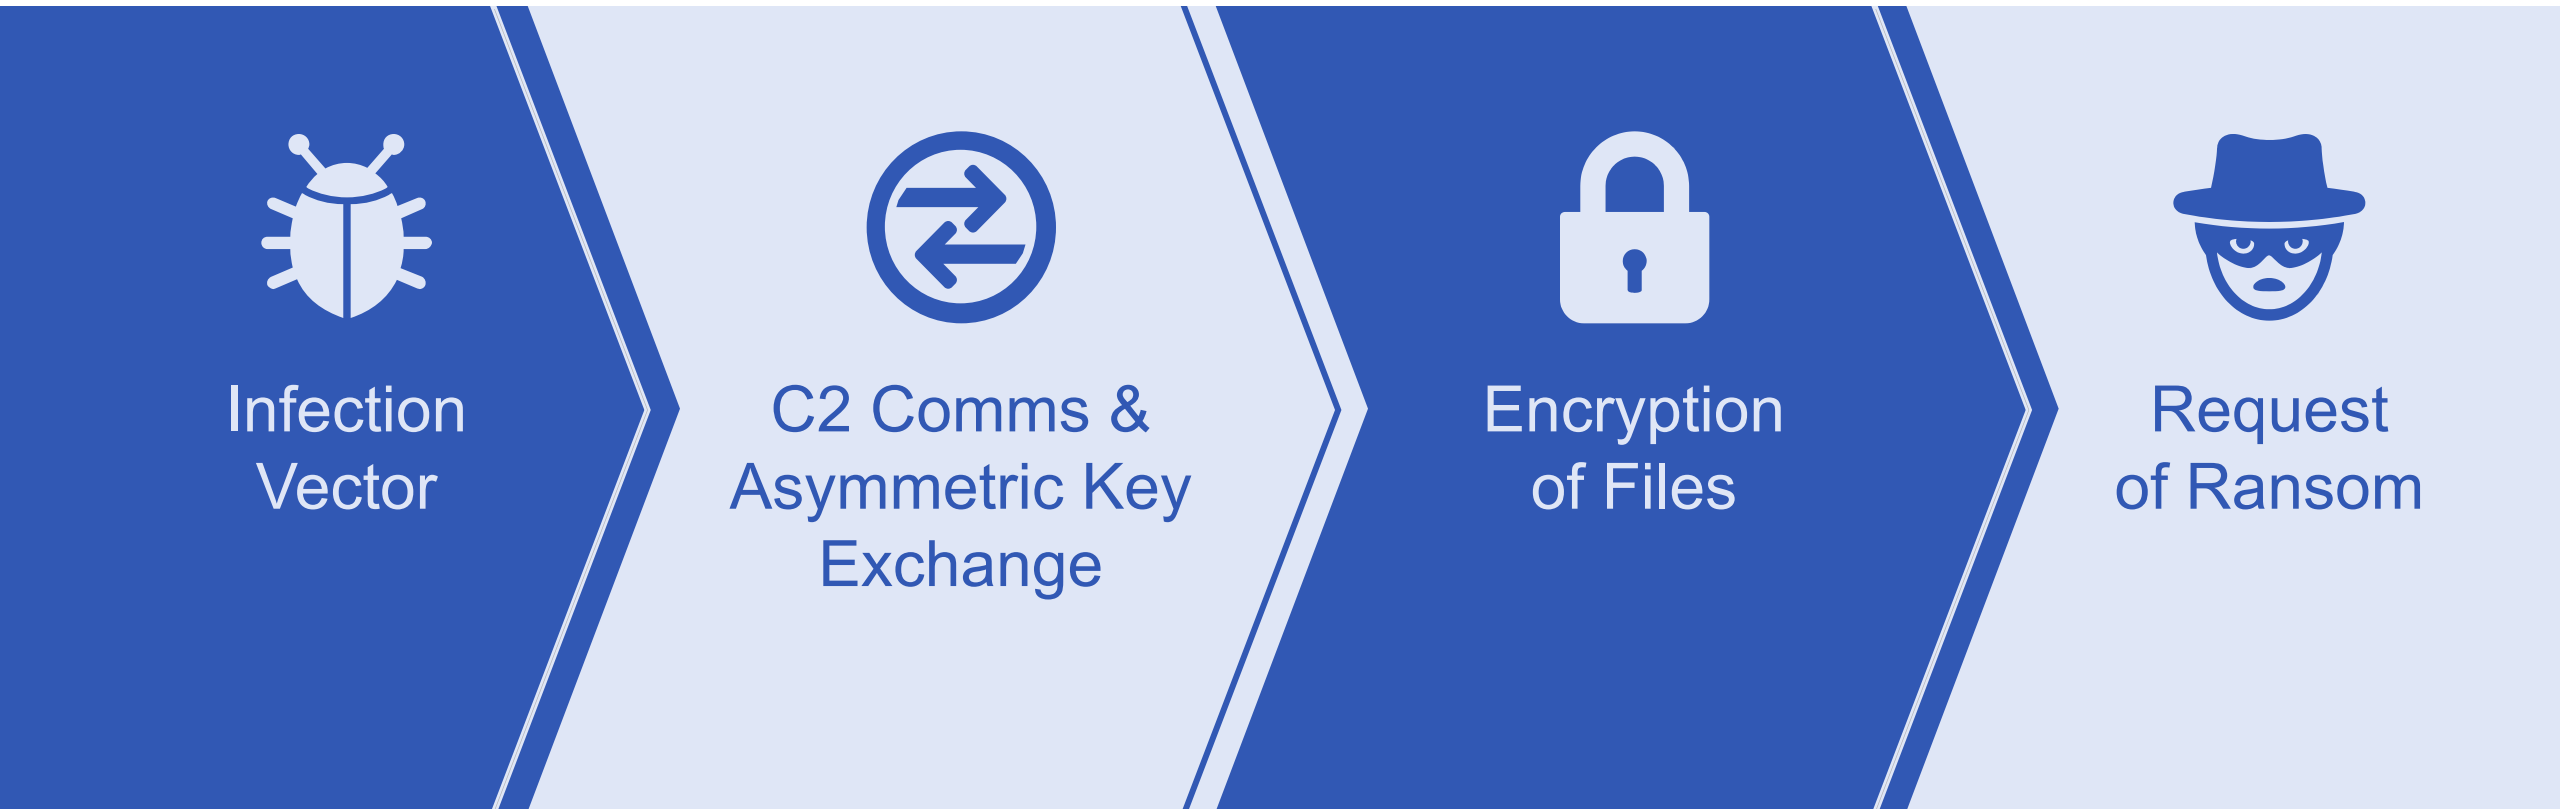 Infection
Vector
C2 Comms &
Asymmetric Key
Exchange
Encryption
of Files
Request
of Ransom